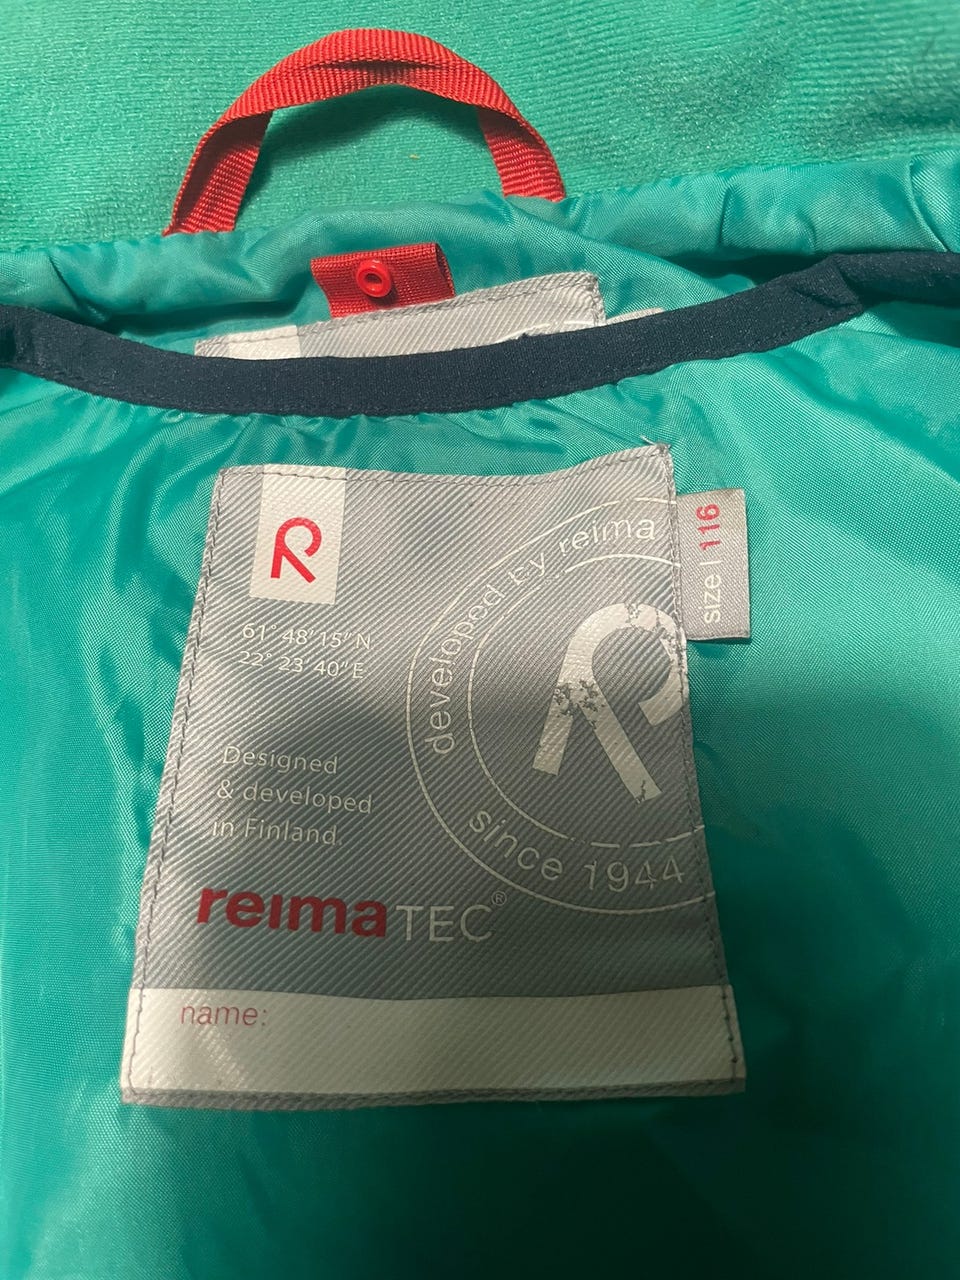 R
61° 48' 15" N
22° 23' 40" E
Designed
& developed
in Finland.
reimaTEC®
name:
developed by reima
R
since 1944
size | 116